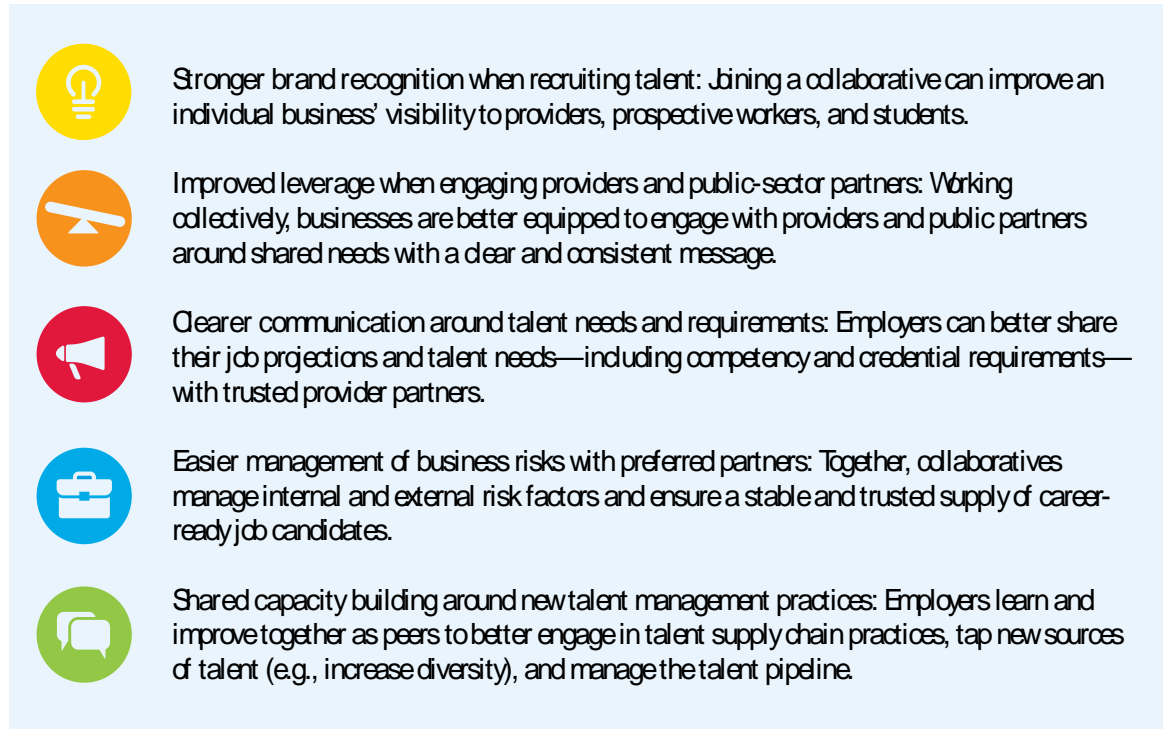 Stronger brand recognition when recruiting talent: Joining a collaborative can improve an
individual business’ visibility to providers, prospective workers, and students.
Improved leverage when engaging providers and public-sector partners: Working
collectively, businesses are better equipped to engage with providers and public partners
around shared needs with a clear and consistent message.
Clearer communication around talent needs and requirements: Employers can better share
their job projections and talent needs—including competency and credential requirements—
with trusted provider partners.
Easier management of business risks with preferred partners: Together, collaboratives
manage internal and external risk factors and ensure a stable and trusted supply of career-
ready job candidates.
Shared capacity building around new talent management practices: Employers learn and
improve together as peers to better engage in talent supply chain practices, tap new sources
of talent (e.g., increase diversity), and manage the talent pipeline.